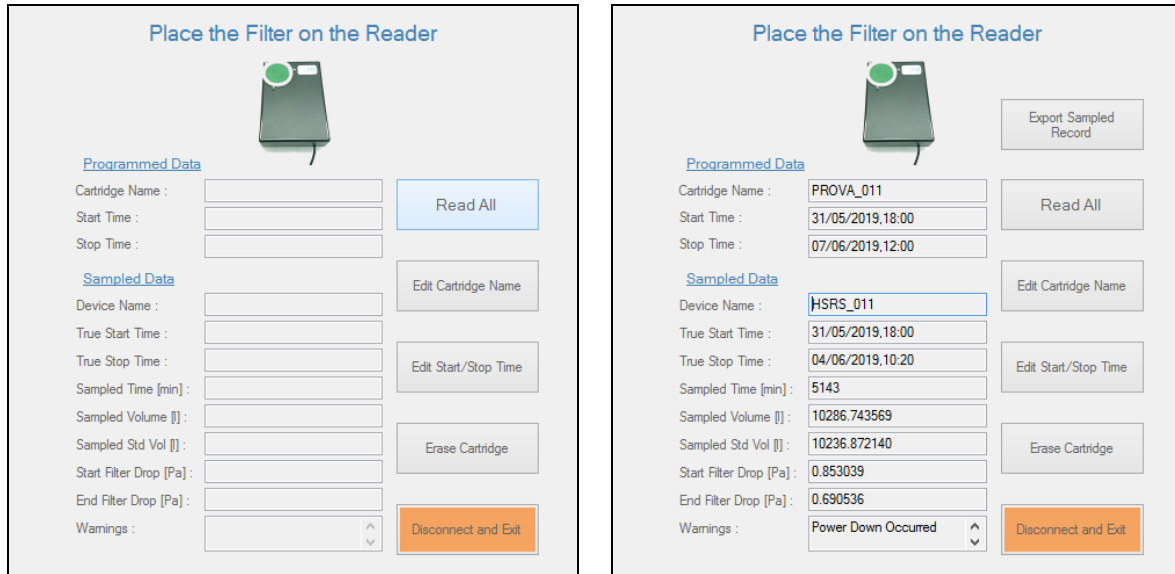 Place the Filter on the Reader
Programmed Data
Cartridge Name :
Start Time :
Stop Time :
Read All
Sampled Data
Device Name :
Edit Cartridge Name
True Start Time :
True Stop Time :
Edit Start/Stop Time
Sampled Time [min] :
Sampled Volume [l] :
Sampled Std Vol [l] :
Erase Cartridge
Start Filter Drop [Pa] :
End Filter Drop [Pa] :
Warnings :
Disconnect and Exit
Place the Filter on the Reader
Export Sampled
Record
Programmed Data
Cartridge Name : PROVA_011
Start Time : 31/05/2019,18:00
Stop Time : 07/06/2019,12:00
Read All
Sampled Data
Device Name : HSRS_011
Edit Cartridge Name
True Start Time : 31/05/2019,18:00
True Stop Time : 04/06/2019,10:20
Edit Start/Stop Time
Sampled Time [min] : 5143
Sampled Volume [l] : 10286.743569
Sampled Std Vol [l] : 10236.872140
Erase Cartridge
Start Filter Drop [Pa] : 0.853039
End Filter Drop [Pa] : 0.690536
Warnings : Power Down Occurred
Disconnect and Exit